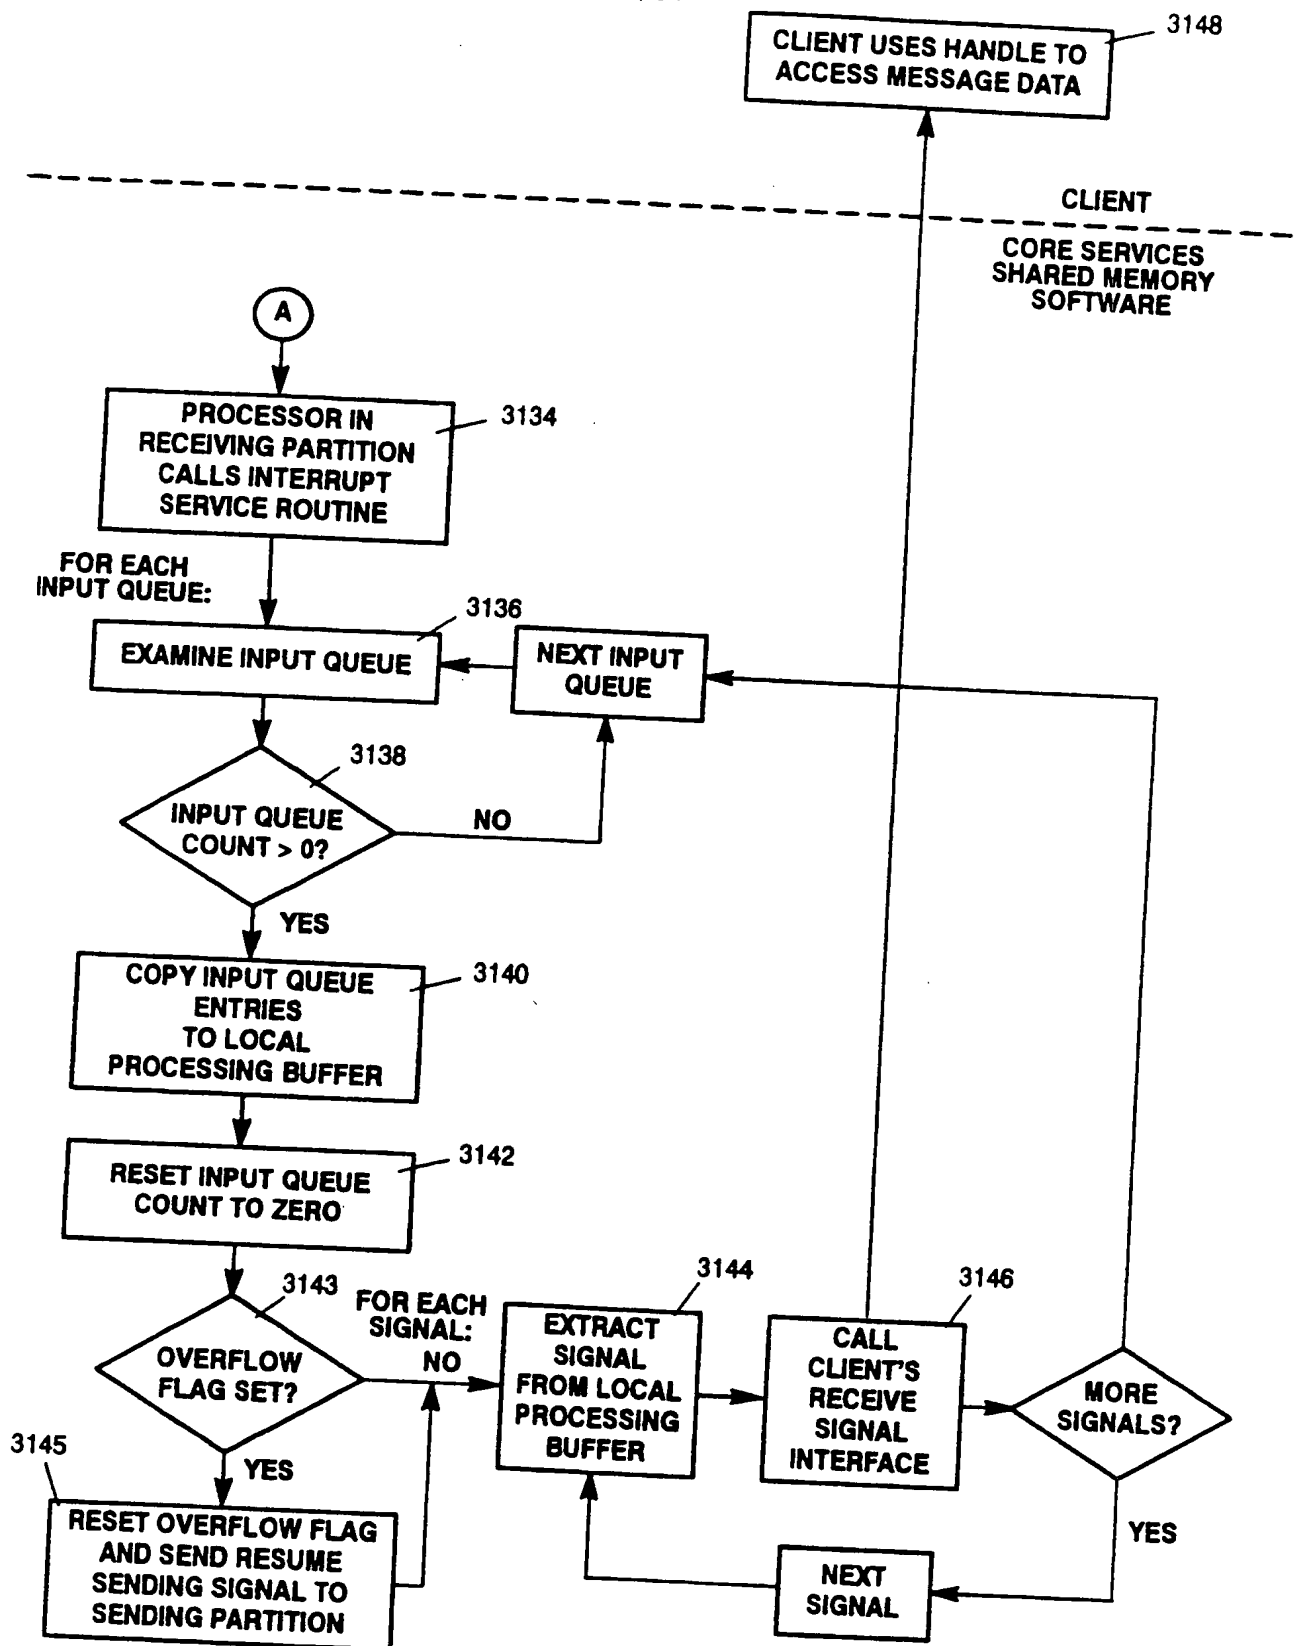 3148
CLIENT USES HANDLE TO
ACCESS MESSAGE DATA
CLIENT
CORE SERVICES
SHARED MEMORY
SOFTWARE
A
PROCESSOR IN
RECEIVING PARTITION
CALLS INTERRUPT
SERVICE ROUTINE
3134
FOR EACH
INPUT QUEUE:
3136
EXAMINE INPUT QUEUE
NEXT INPUT
QUEUE
3138
INPUT QUEUE
COUNT > 0?
NO
YES
COPY INPUT QUEUE
ENTRIES
TO LOCAL
PROCESSING BUFFER
3140
RESET INPUT QUEUE
COUNT TO ZERO
3142
3143
OVERFLOW
FLAG SET?
FOR EACH
SIGNAL:
NO
YES
3145
RESET OVERFLOW FLAG
AND SEND RESUME
SENDING SIGNAL TO
SENDING PARTITION
3144
EXTRACT
SIGNAL
FROM LOCAL
PROCESSING
BUFFER
3146
CALL
CLIENT'S
RECEIVE
SIGNAL
INTERFACE
MORE
SIGNALS?
YES
NEXT
SIGNAL